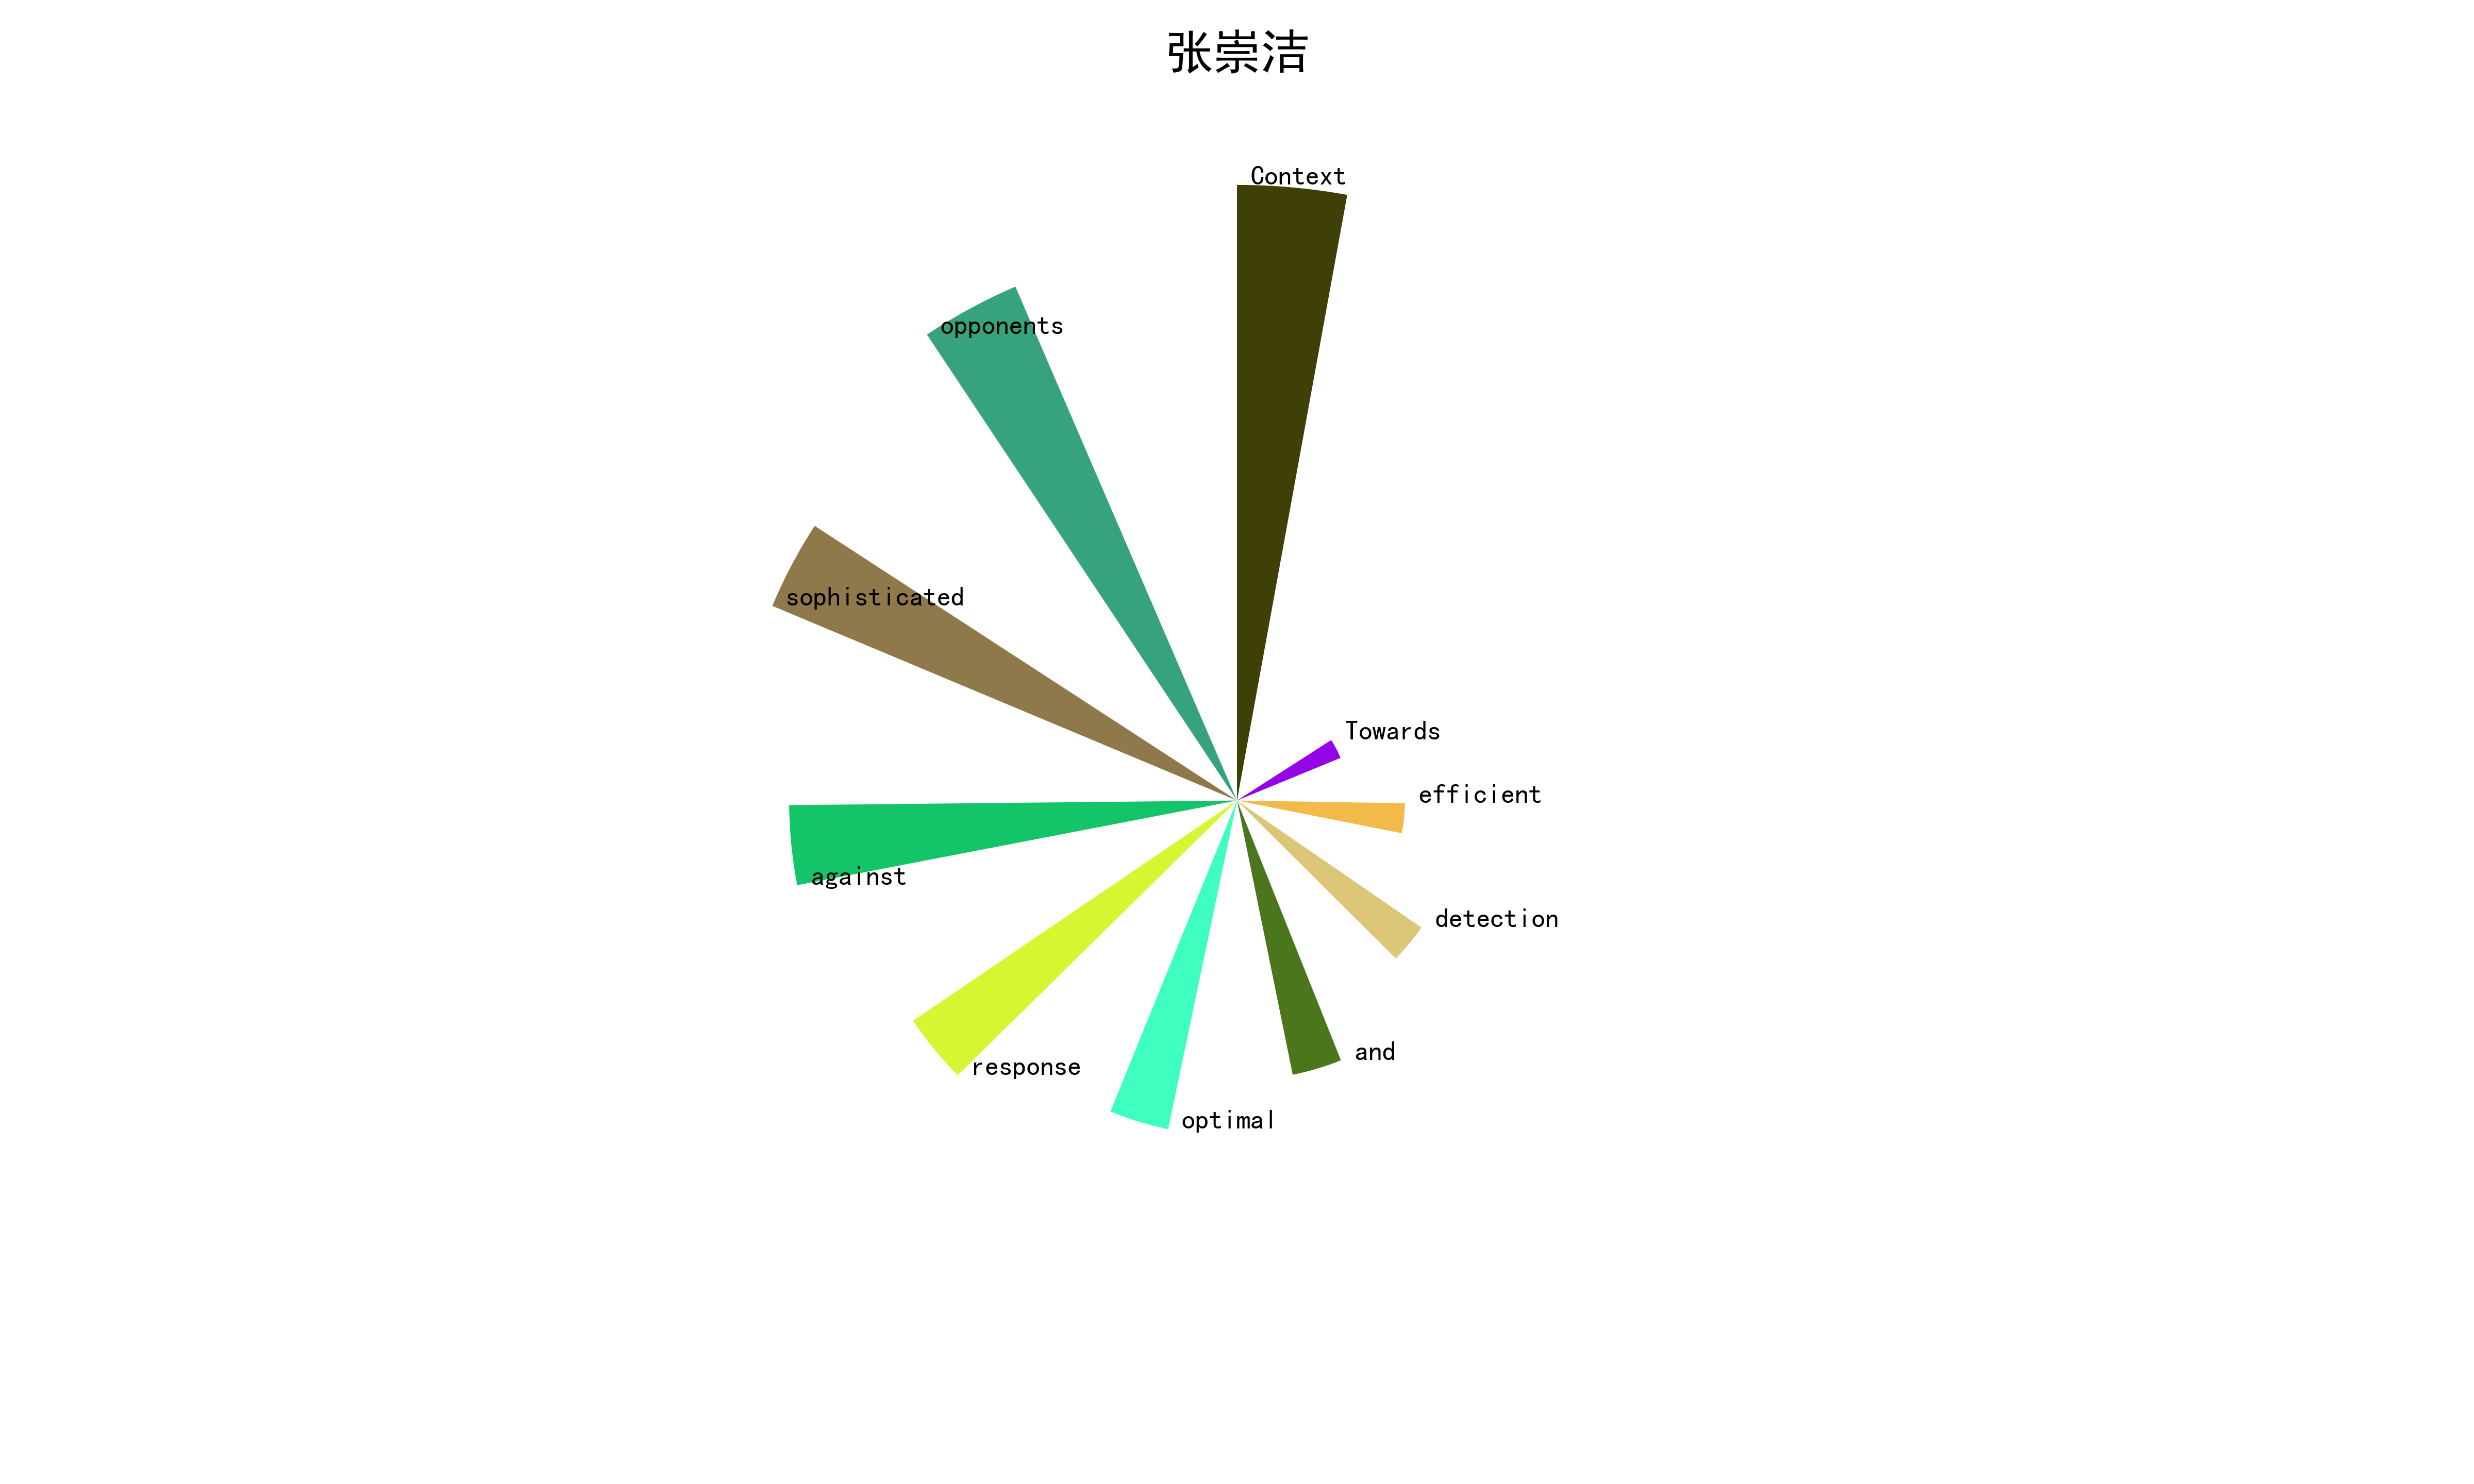 张崇洁
Context
opponents
sophisticated
Towards
efficient
against
detection
and
response
optimal